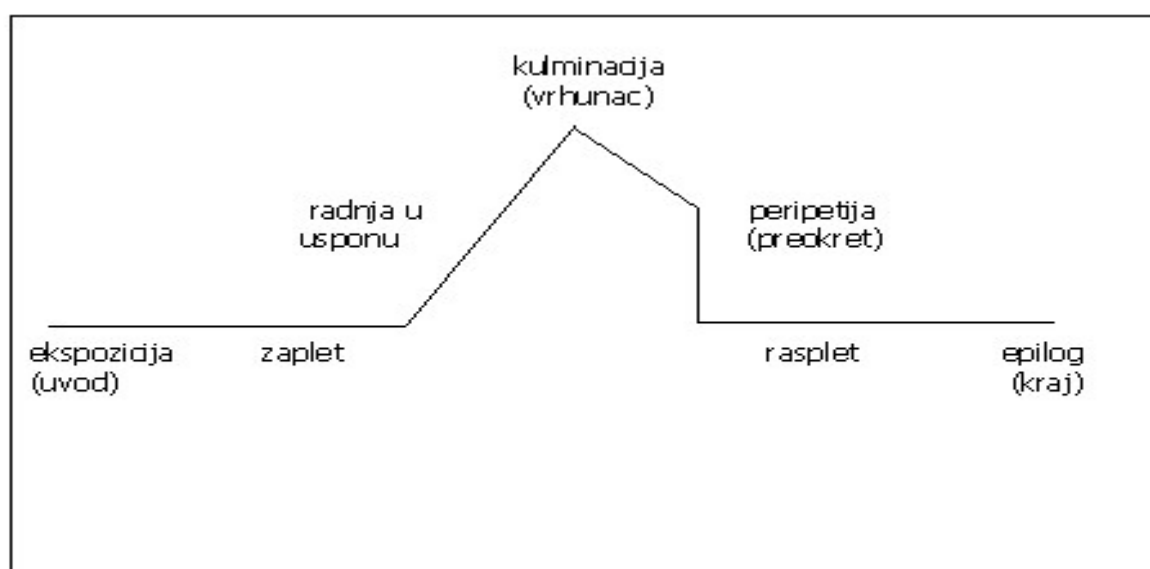 kulminacija
(vrhunac)
radnja u
usponu
peripetija
(preokret)
ekspozicija
(uvod)
zaplet
rasplet
epilog
(kraj)